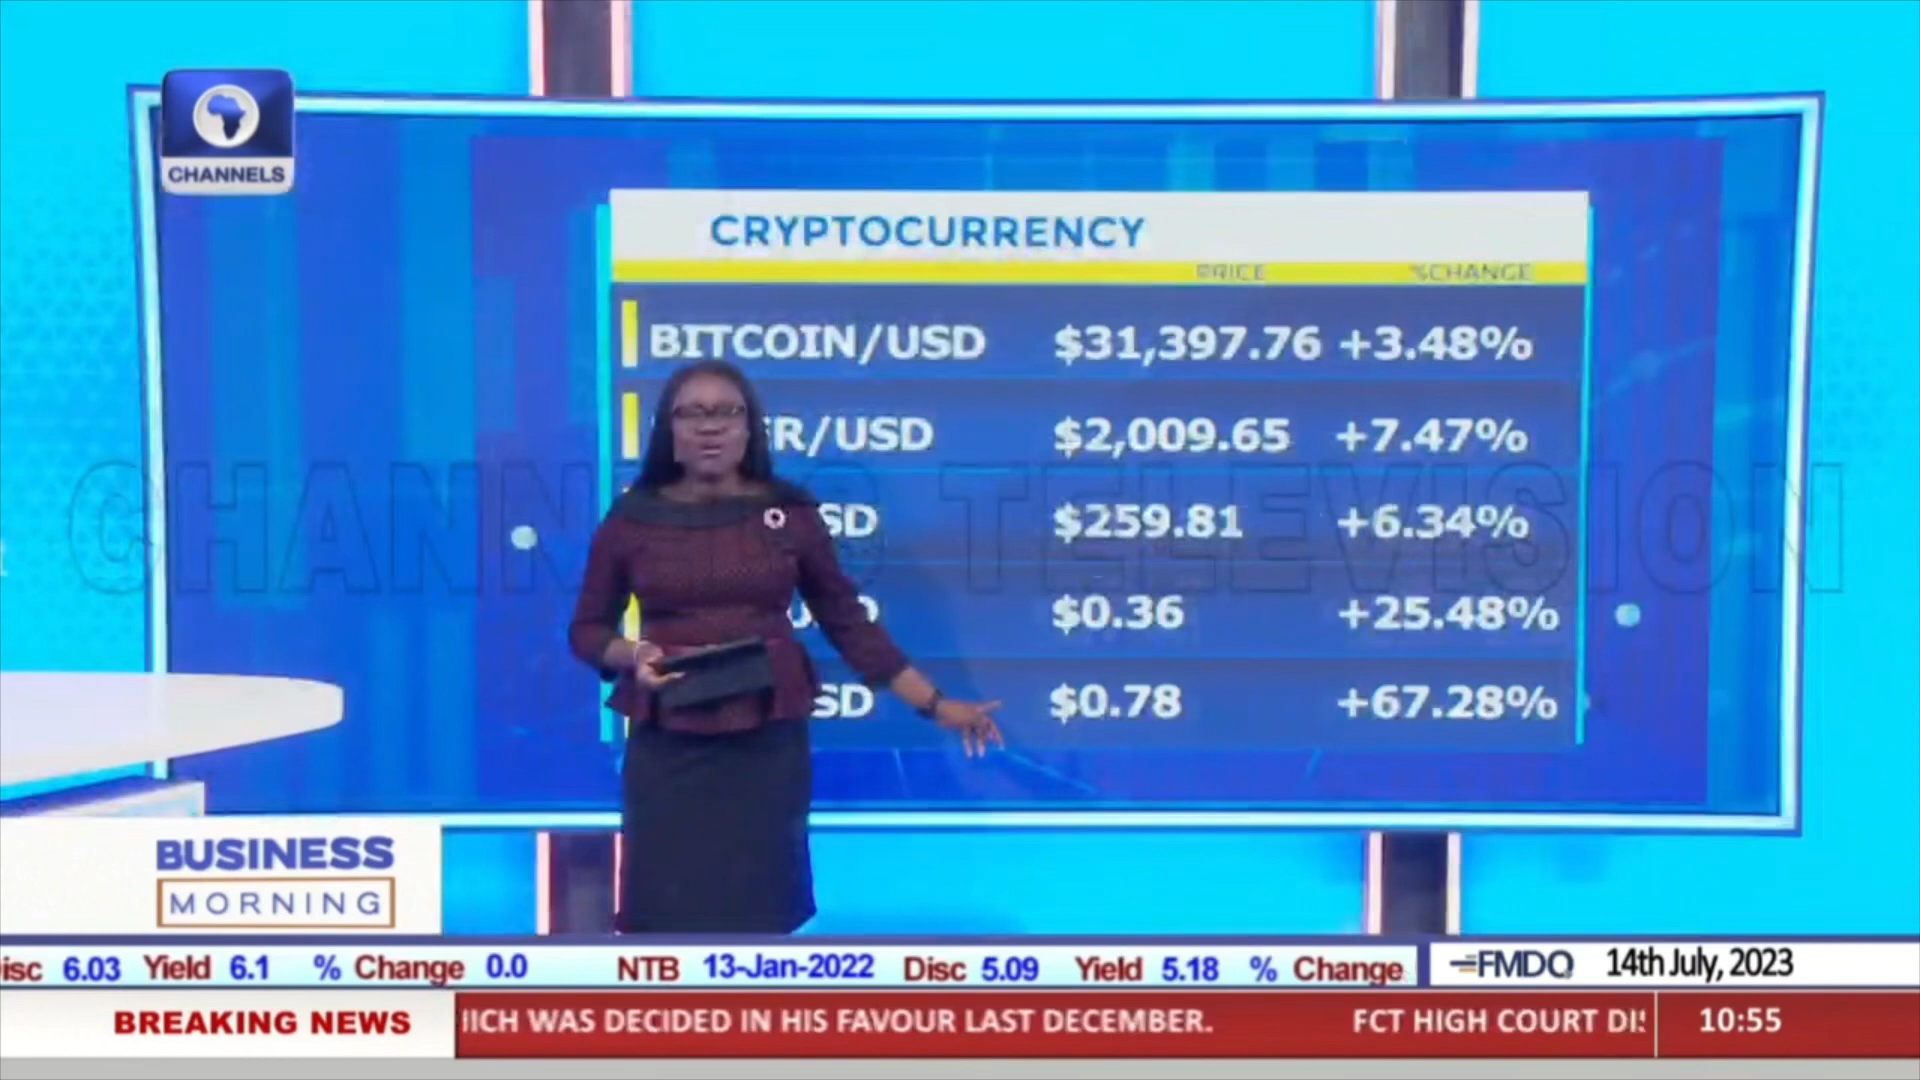 CHANNELS
CRYPTOCURRENCY
PRICE %CHANGE
BITCOIN/USD $31,397.76 +3.48%
ER/USD $2,009.65 +7.47%
SD $259.81 +6.34%
$0.36 +25.48%
SD $0.78 +67.28%
CHANNELS TELEVISION
BUSINESS
MORNING
isc 6.03 Yield 6.1 % Change 0.0 NTB 13-Jan-2022 Disc 5.09 Yield 5.18 % Change
FMDQ 14th July, 2023
BREAKING NEWS
ICH WAS DECIDED IN HIS FAVOUR LAST DECEMBER. FCT HIGH COURT DI
10:55